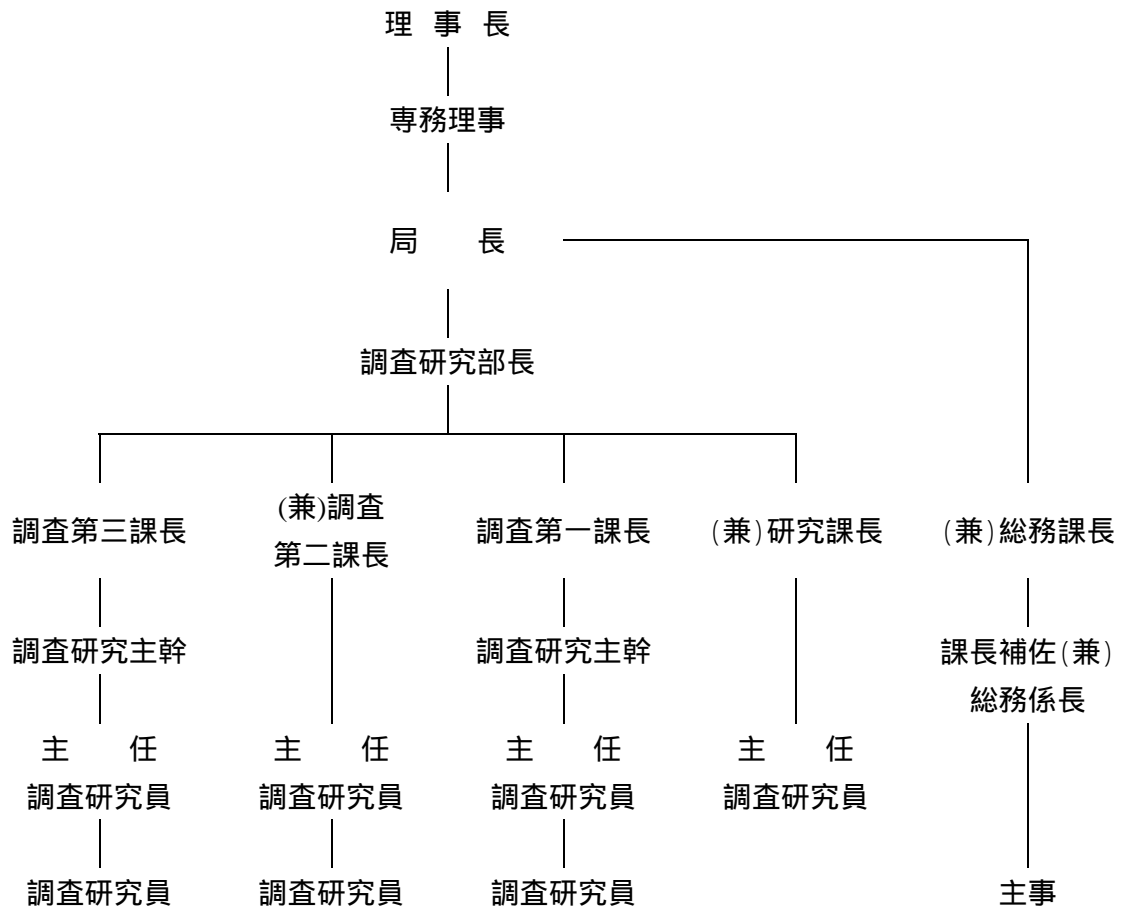 理 事 長
専務理事
局　　長
調査研究部長
調査第三課長
(兼)調査
第二課長
調査第一課長
(兼)研究課長
(兼)総務課長
調査研究主幹
調査研究主幹
課長補佐(兼)
総務係長
主　　任
調査研究員
主　　任
調査研究員
主　　任
調査研究員
主　　任
調査研究員
調査研究員
調査研究員
調査研究員
主事